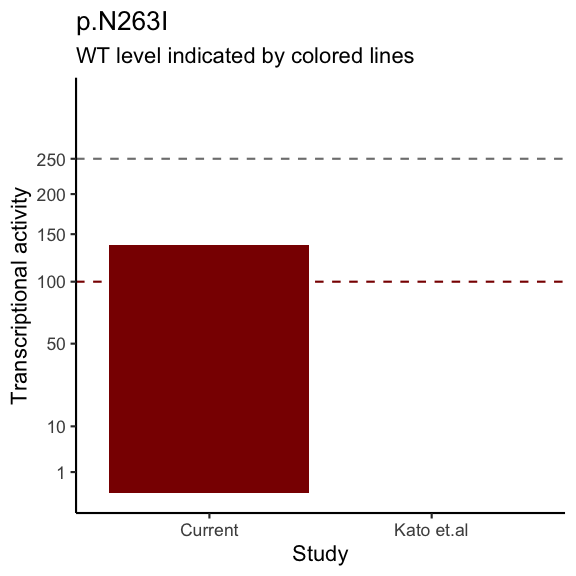 p.N263I
WT level indicated by colored lines
Transcriptional activity
250
200
150
100
50
10
1
Current
Kato et.al
Study